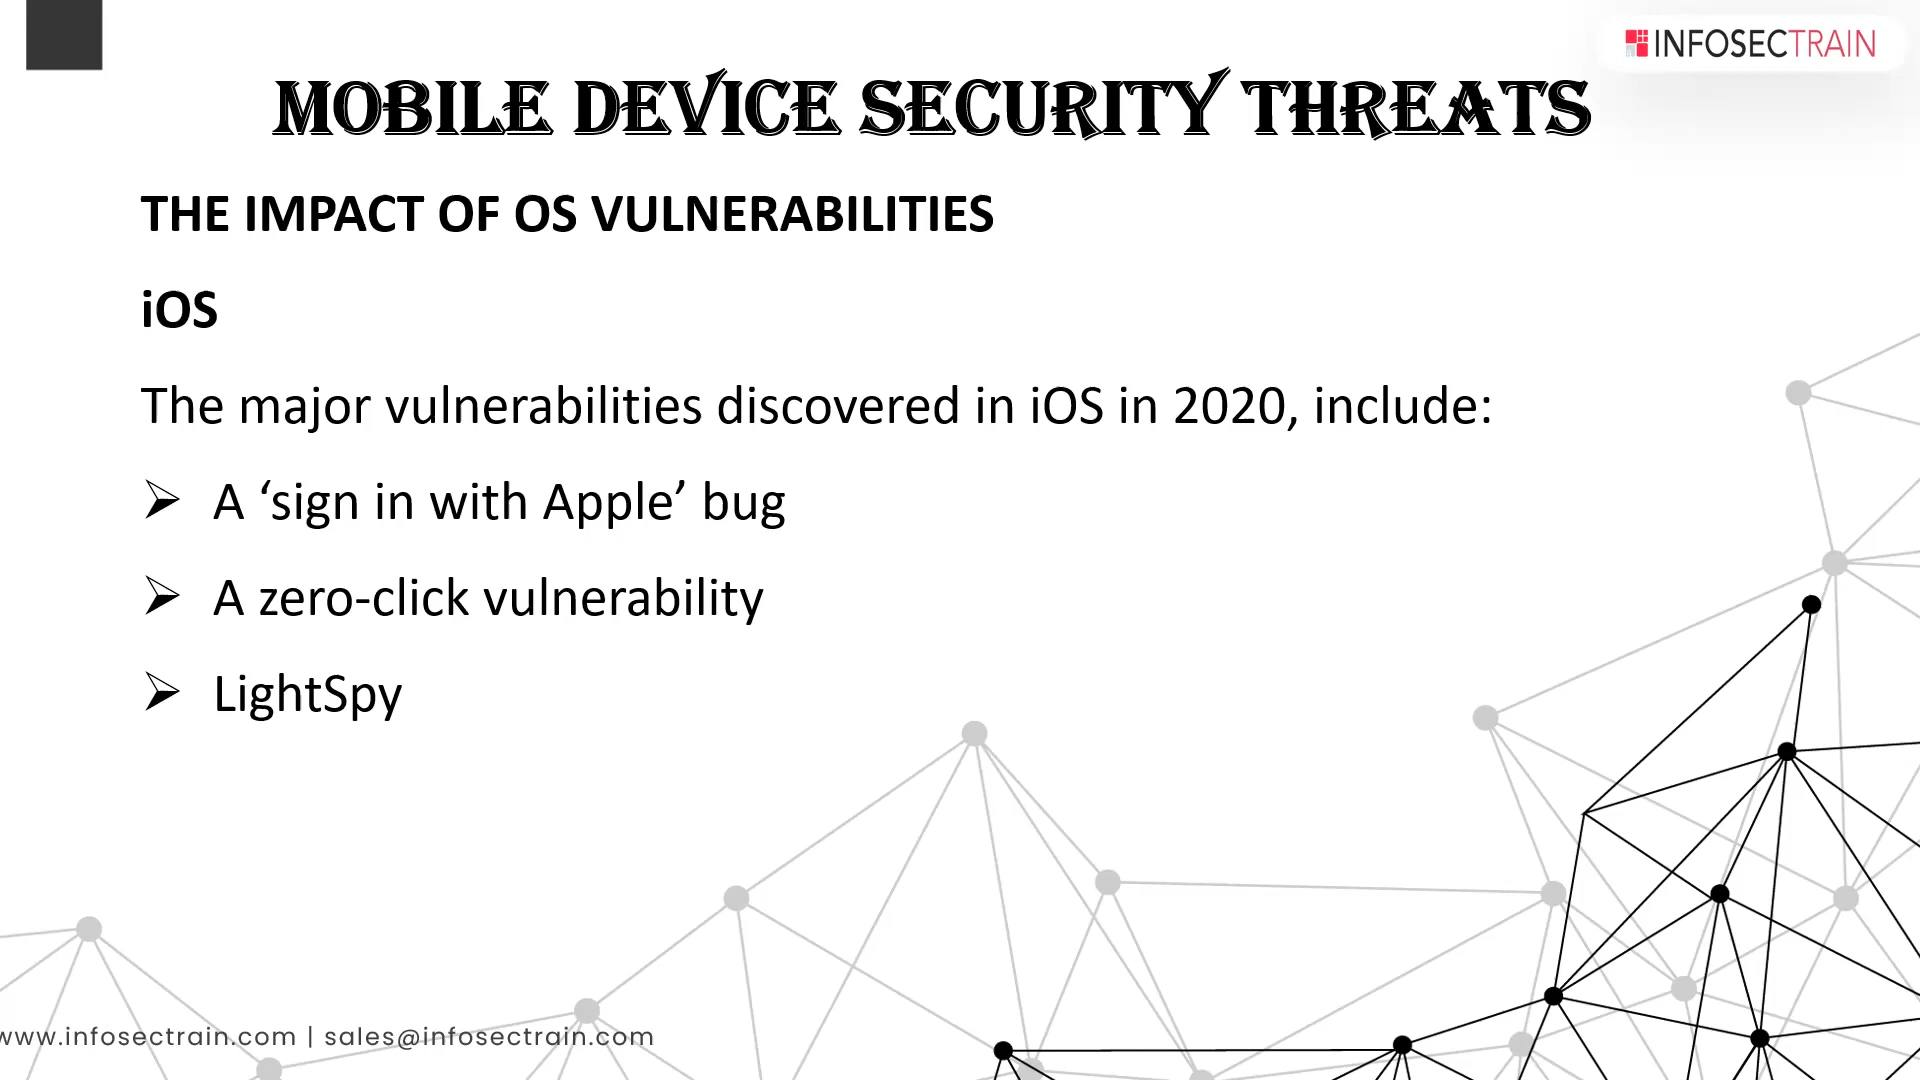 INFOSECTRAIN
MOBILE DEVICE SECURITY THREATS
THE IMPACT OF OS VULNERABILITIES
iOS
The major vulnerabilities discovered in iOS in 2020, include:
➢ A ‘sign in with Apple’ bug
➢ A zero-click vulnerability
➢ LightSpy
www.infosectrain.com | sales@infosectrain.com